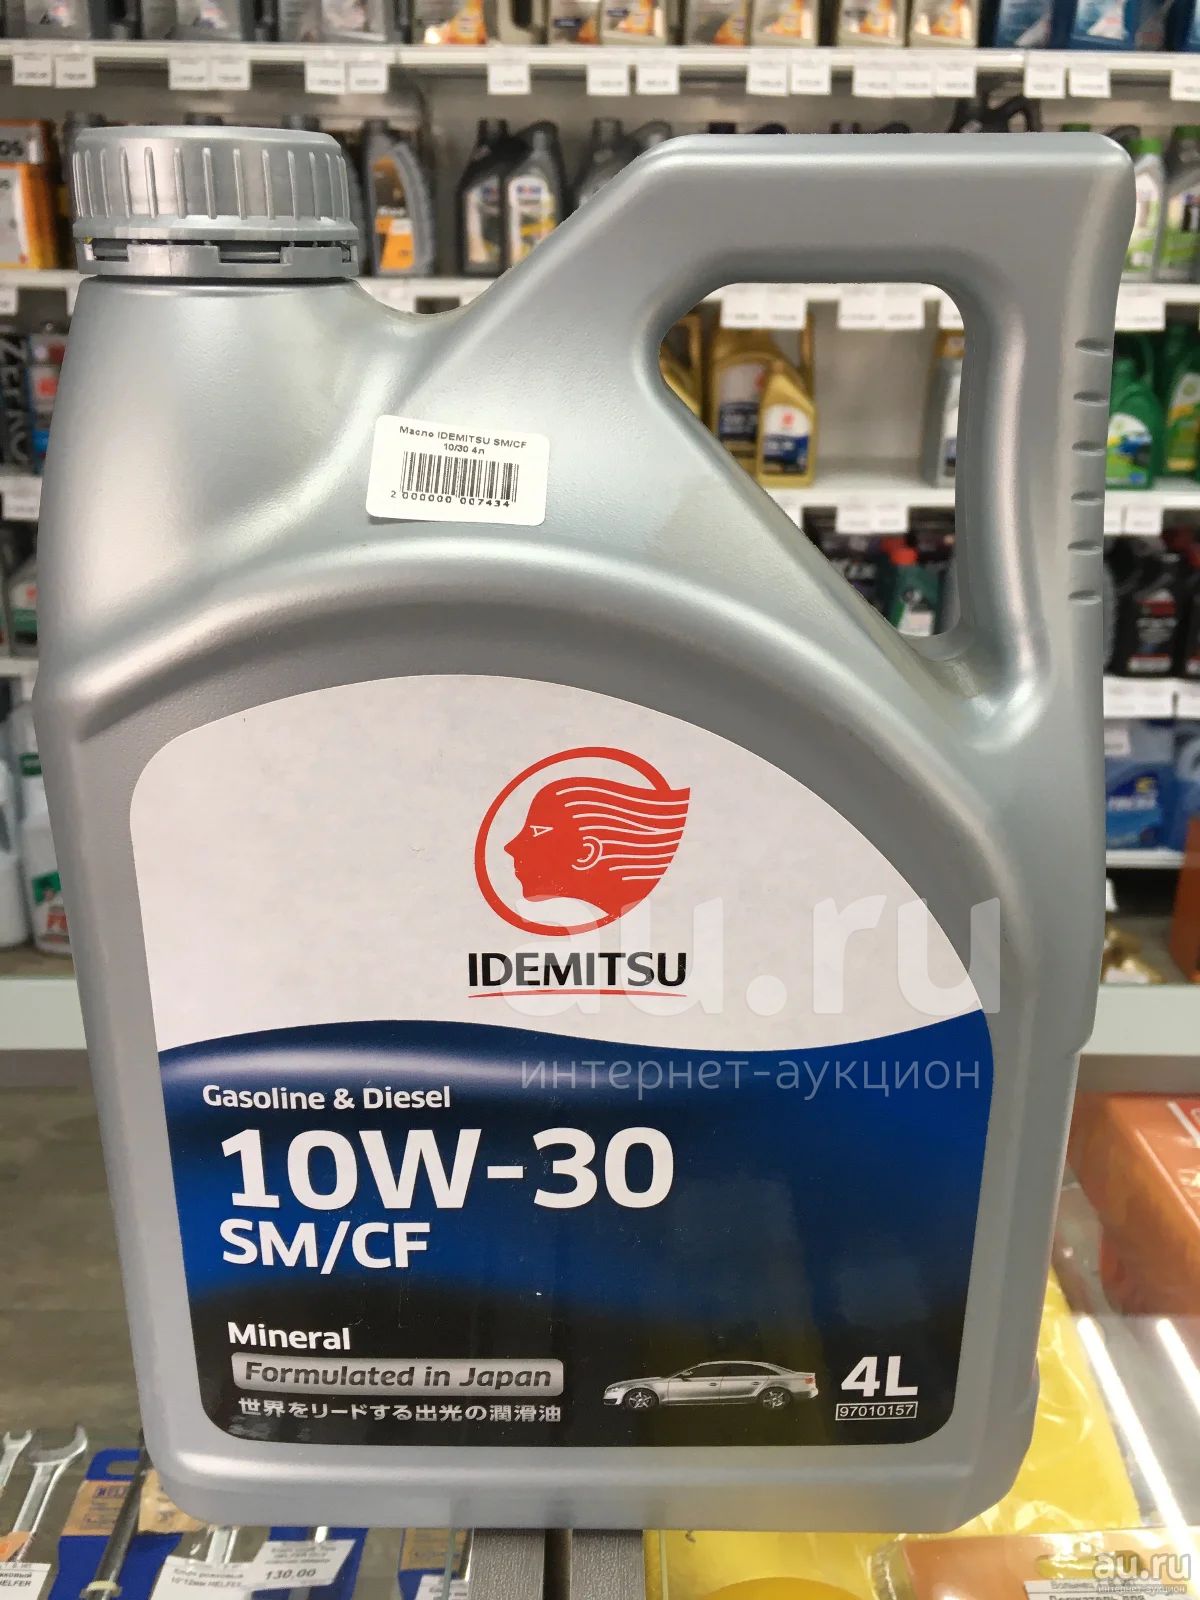 Масло IDEMITSU SM/CF
10/30 4л
2 000000 007434
IDEMITSU
au.ru
интернет-аукцион
Gasoline & Diesel
10W-30
SM/CF
Mineral
Formulated in Japan
世界をリードする出光の潤滑油
4L
97010157
130.00
HELFER
au.ru
интернет-аукцион